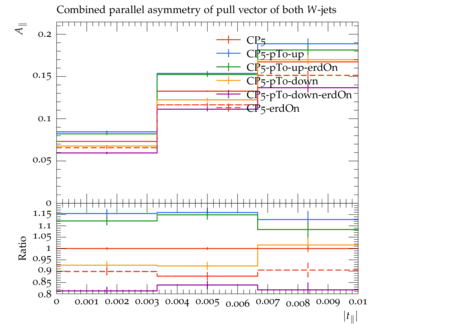 Combined parallel asymmetry of pull vector of both W-jets
A∥
0.2
0.15
0.1
0.05
0
CP5
CP5-pTo-up
CP5-pTo-up-erdOn
CP5-pTo-down
CP5-pTo-down-erdOn
CP5-erdOn
Ratio
1.15
1.1
1.05
1
0.95
0.9
0.85
0.8
0 0.001 0.002 0.003 0.004 0.005 0.006 0.007 0.008 0.009 0.01
|t∥|